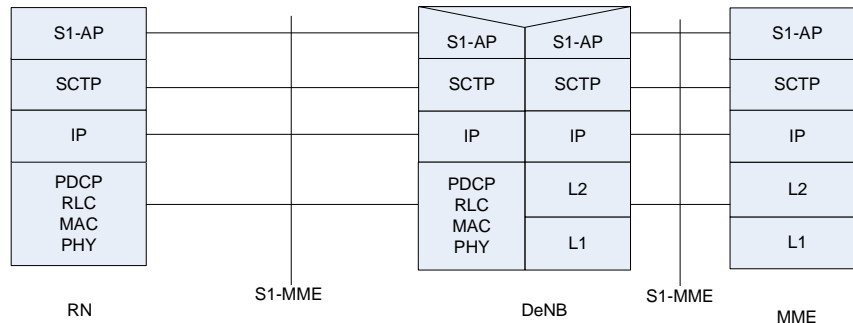 S1-AP
SCTP
IP
PDCP
RLC
MAC
PHY
RN
S1-MME
S1-AP S1-AP
SCTP SCTP
IP IP
PDCP
RLC
MAC
PHY
L2
L1
DeNB
S1-MME
S1-AP
SCTP
IP
L2
L1
MME